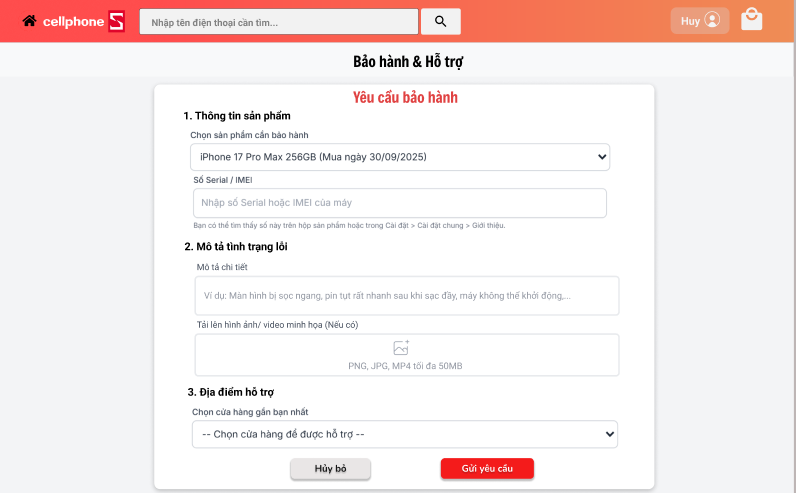 cellphone S
Nhập tên điện thoại cần tìm...
Huy
Bảo hành & Hỗ trợ
Yêu cầu bảo hành
1. Thông tin sản phẩm
Chọn sản phẩm cần bảo hành
iPhone 17 Pro Max 256GB (Mua ngày 30/09/2025)
Số Serial / IMEI
Nhập số Serial hoặc IMEI của máy
Bạn có thể tìm thấy số này trên hộp sản phẩm hoặc trong Cài đặt > Cài đặt chung > Giới thiệu.
2. Mô tả tình trạng lỗi
Mô tả chi tiết
Ví dụ: Màn hình bị sọc ngang, pin tụt rất nhanh sau khi sạc đầy, máy không thể khởi động,...
Tải lên hình ảnh/ video minh họa (Nếu có)
PNG, JPG, MP4 tối đa 50MB
3. Địa điểm hỗ trợ
Chọn cửa hàng gần bạn nhất
-- Chọn cửa hàng để được hỗ trợ --
Hủy bỏ
Gửi yêu cầu